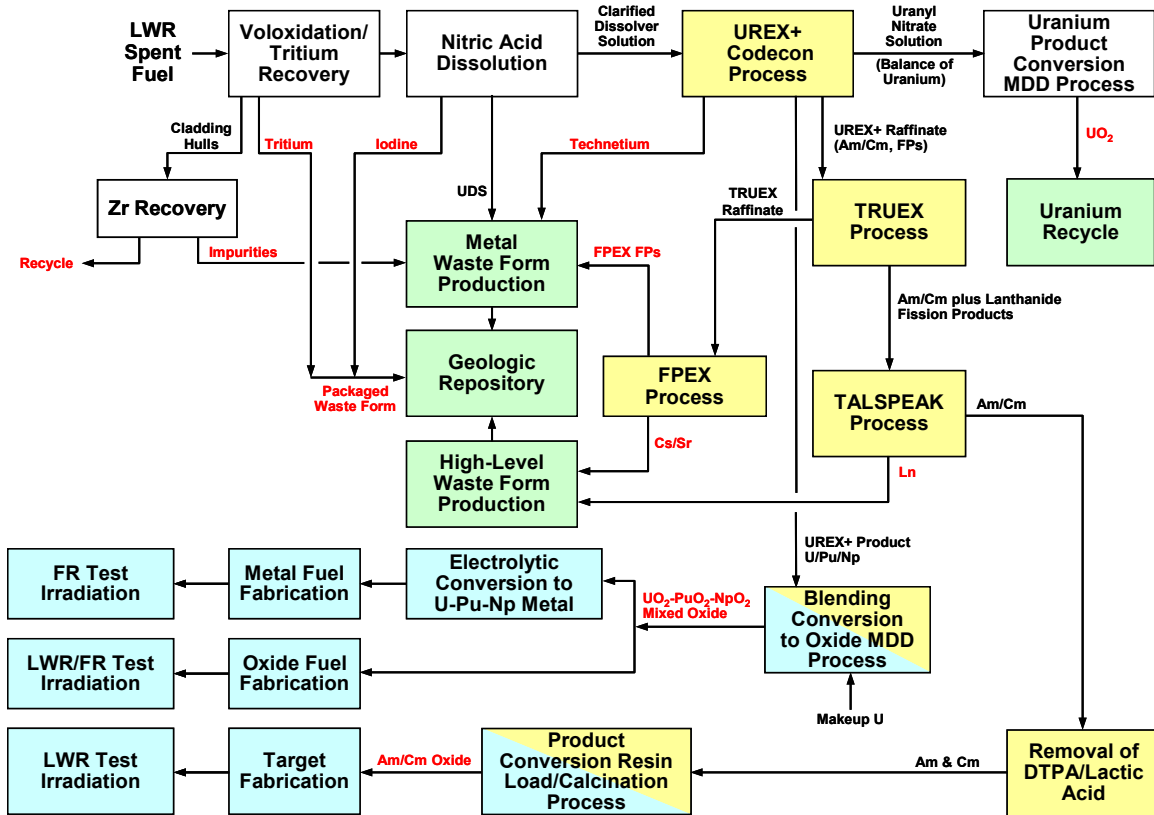 LWR
Spent
Fuel
Voloxidation/
Tritium
Recovery
Nitric Acid
Dissolution
Clarified
Dissolver
Solution
UREX+
Codecon
Process
Uranyl
Nitrate
Solution
(Balance of
Uranium)
Uranium
Product
Conversion
MDD Process
Cladding
Hulls
Tritium
Iodine
Technetium
UREX+ Raffinate
(Am/Cm, FPs)
UO₂
UDS
Zr Recovery
TRUEX
Raffinate
TRUEX
Process
Uranium
Recycle
Recycle
Impurities
Metal
Waste Form
Production
FPEX FPs
Am/Cm plus Lanthanide
Fission Products
Geologic
Repository
Packaged
Waste Form
FPEX
Process
TALSPEAK
Process
Am/Cm
Cs/Sr
Ln
High-Level
Waste Form
Production
UREX+ Product
U/Pu/Np
FR Test
Irradiation
Metal Fuel
Fabrication
Electrolytic
Conversion to
U-Pu-Np Metal
UO₂-PuO₂-NpO₂
Mixed Oxide
Blending
Conversion
to Oxide MDD
Process
LWR/FR Test
Irradiation
Oxide Fuel
Fabrication
Makeup U
LWR Test
Irradiation
Target
Fabrication
Am/Cm Oxide
Product
Conversion Resin
Load/Calcination
Process
Am & Cm
Removal of
DTPA/Lactic
Acid